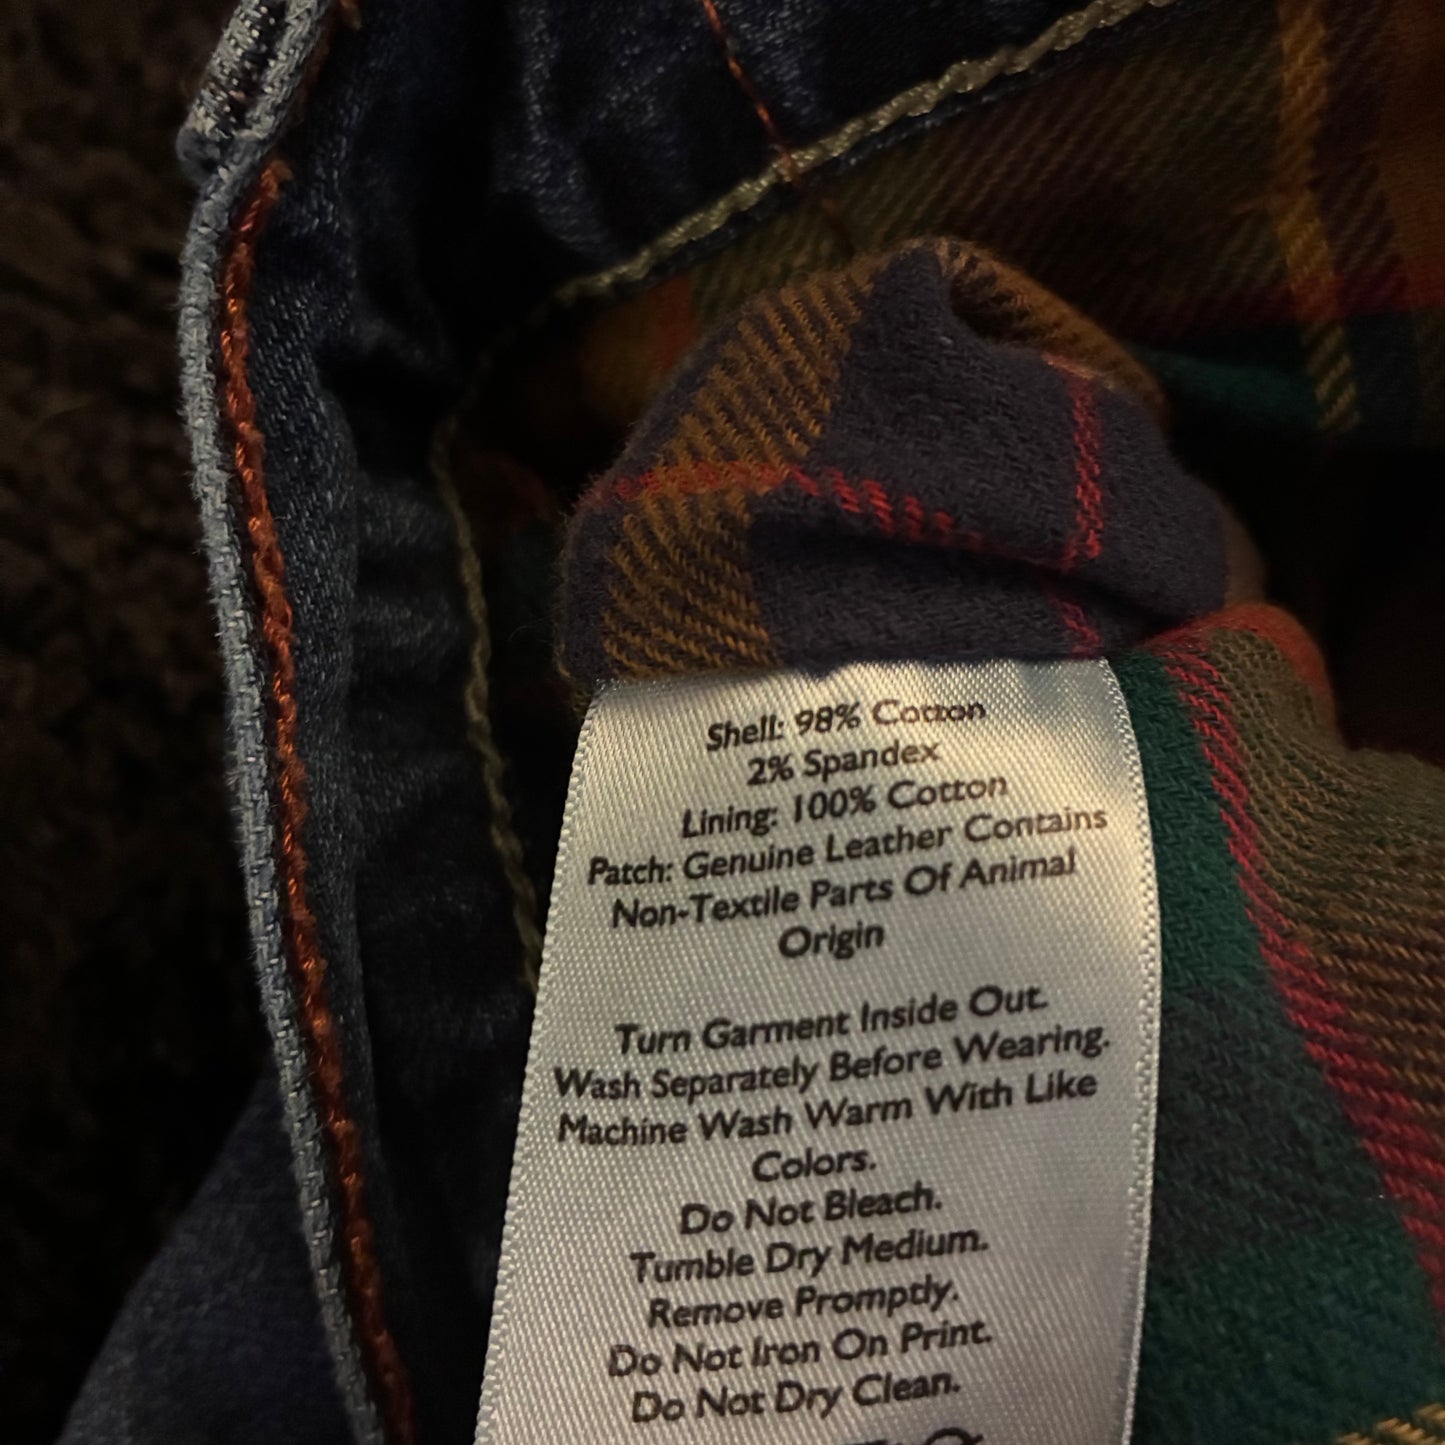 Shell: 98% Cotton
2% Spandex
Lining: 100% Cotton
Patch: Genuine Leather Contains
Non-Textile Parts Of Animal
Origin
Turn Garment Inside Out.
Wash Separately Before Wearing.
Machine Wash Warm With Like
Colors.
Do Not Bleach.
Tumble Dry Medium.
Remove Promptly.
Do Not Iron On Print.
Do Not Dry Clean.